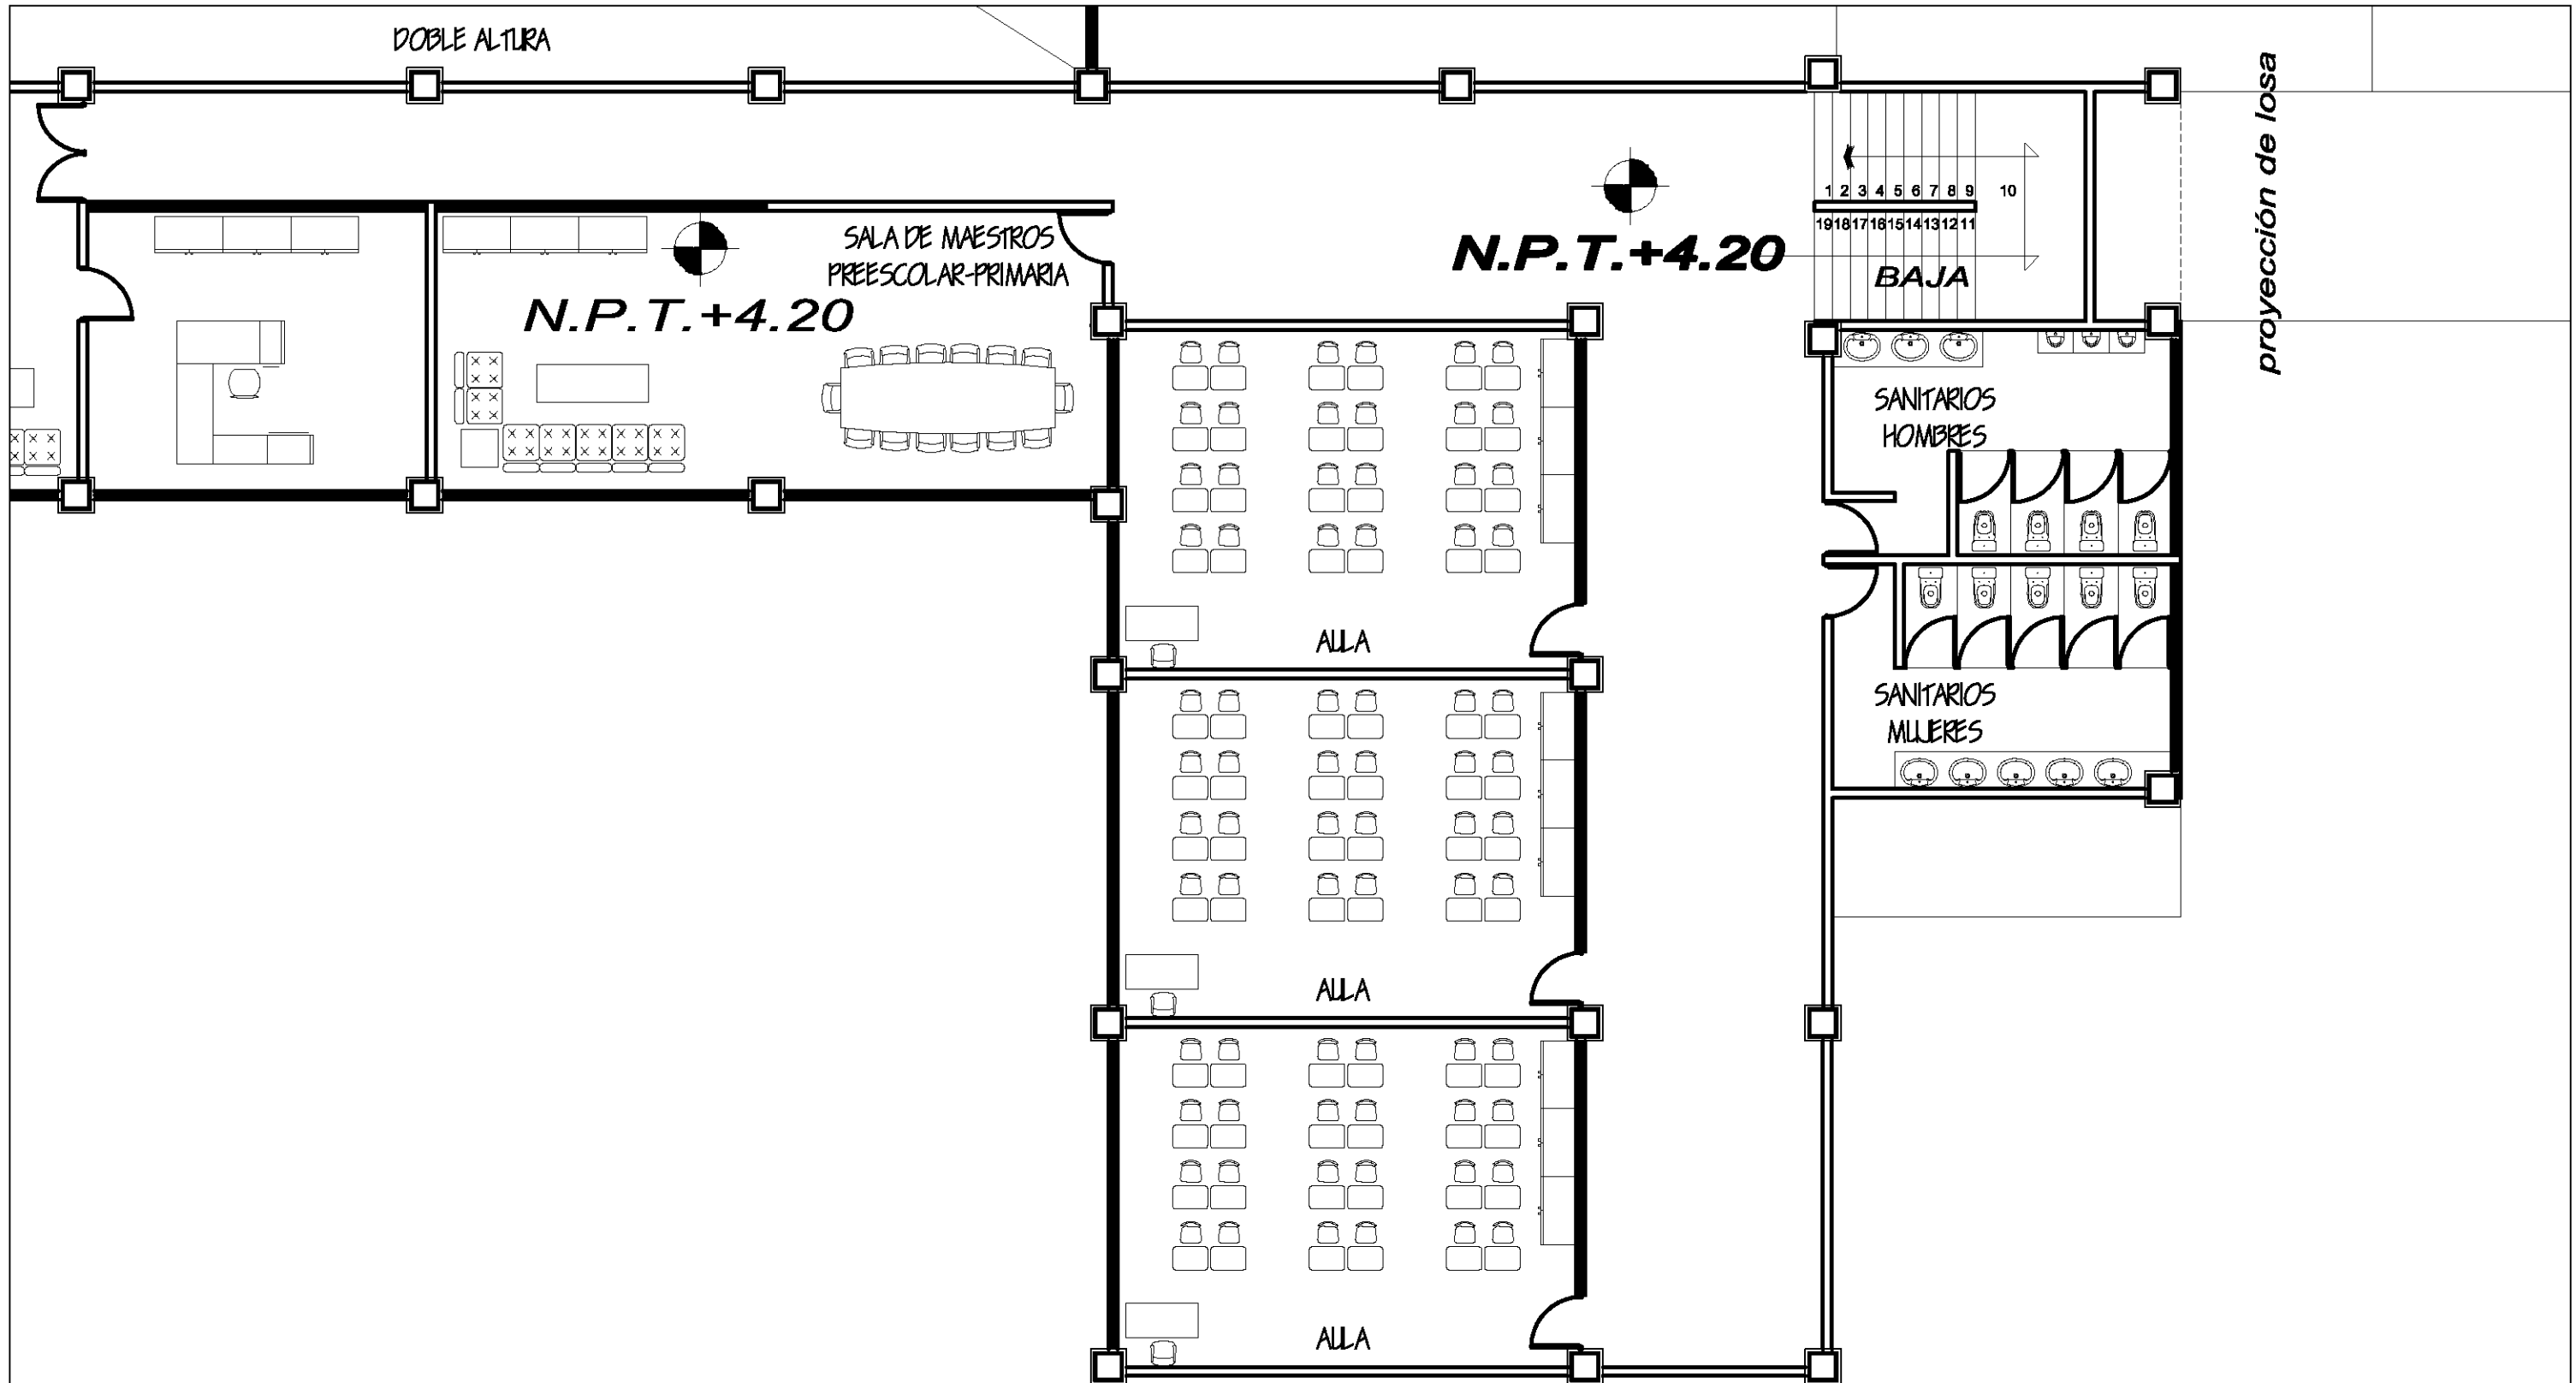 DOBLE ALTURA
proyección de losa
1 2 3 4 5 6 7 8 9 10
19 18 17 16 15 14 13 12 11
SALA DE MAESTROS
PREESCOLAR-PRIMARIA
N.P.T.+4.20
N.P.T.+4.20
BAJA
SANITARIOS
HOMBRES
AULA
SANITARIOS
MUJERES
AULA
AULA